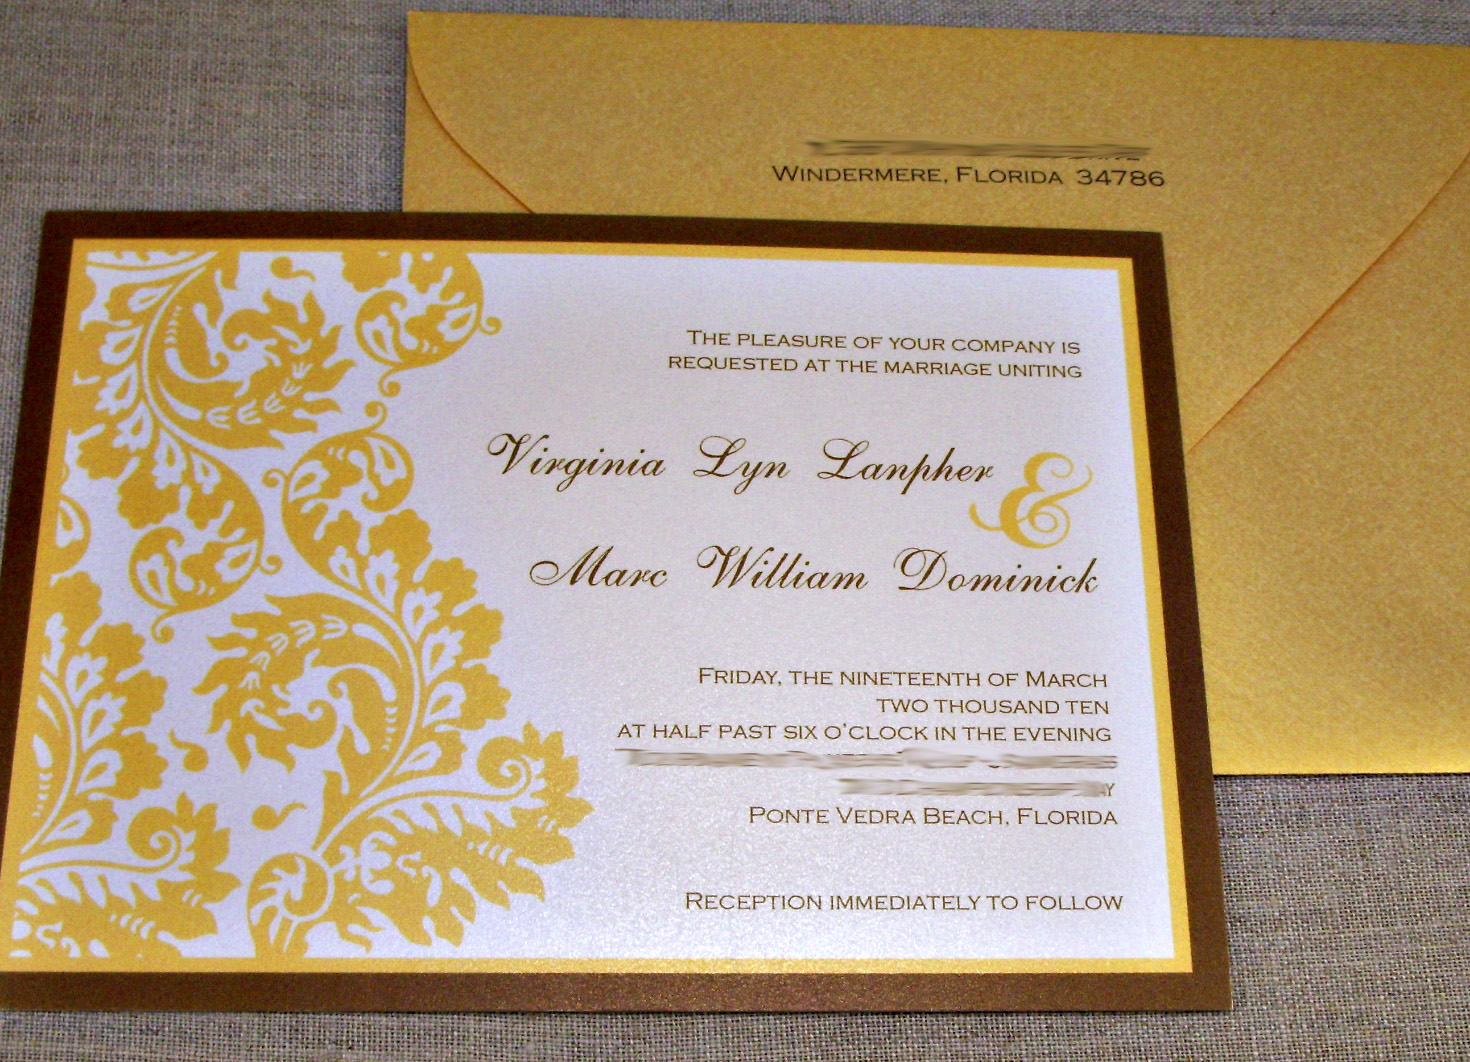 Windermere, Florida 34786
The pleasure of your company is
requested at the marriage uniting
Virginia Lyn Lanpher
&
Marc William Dominick
Friday, the nineteenth of March
two thousand ten
at half past six o'clock in the evening
Ponte Vedra Beach, Florida
Reception immediately to follow